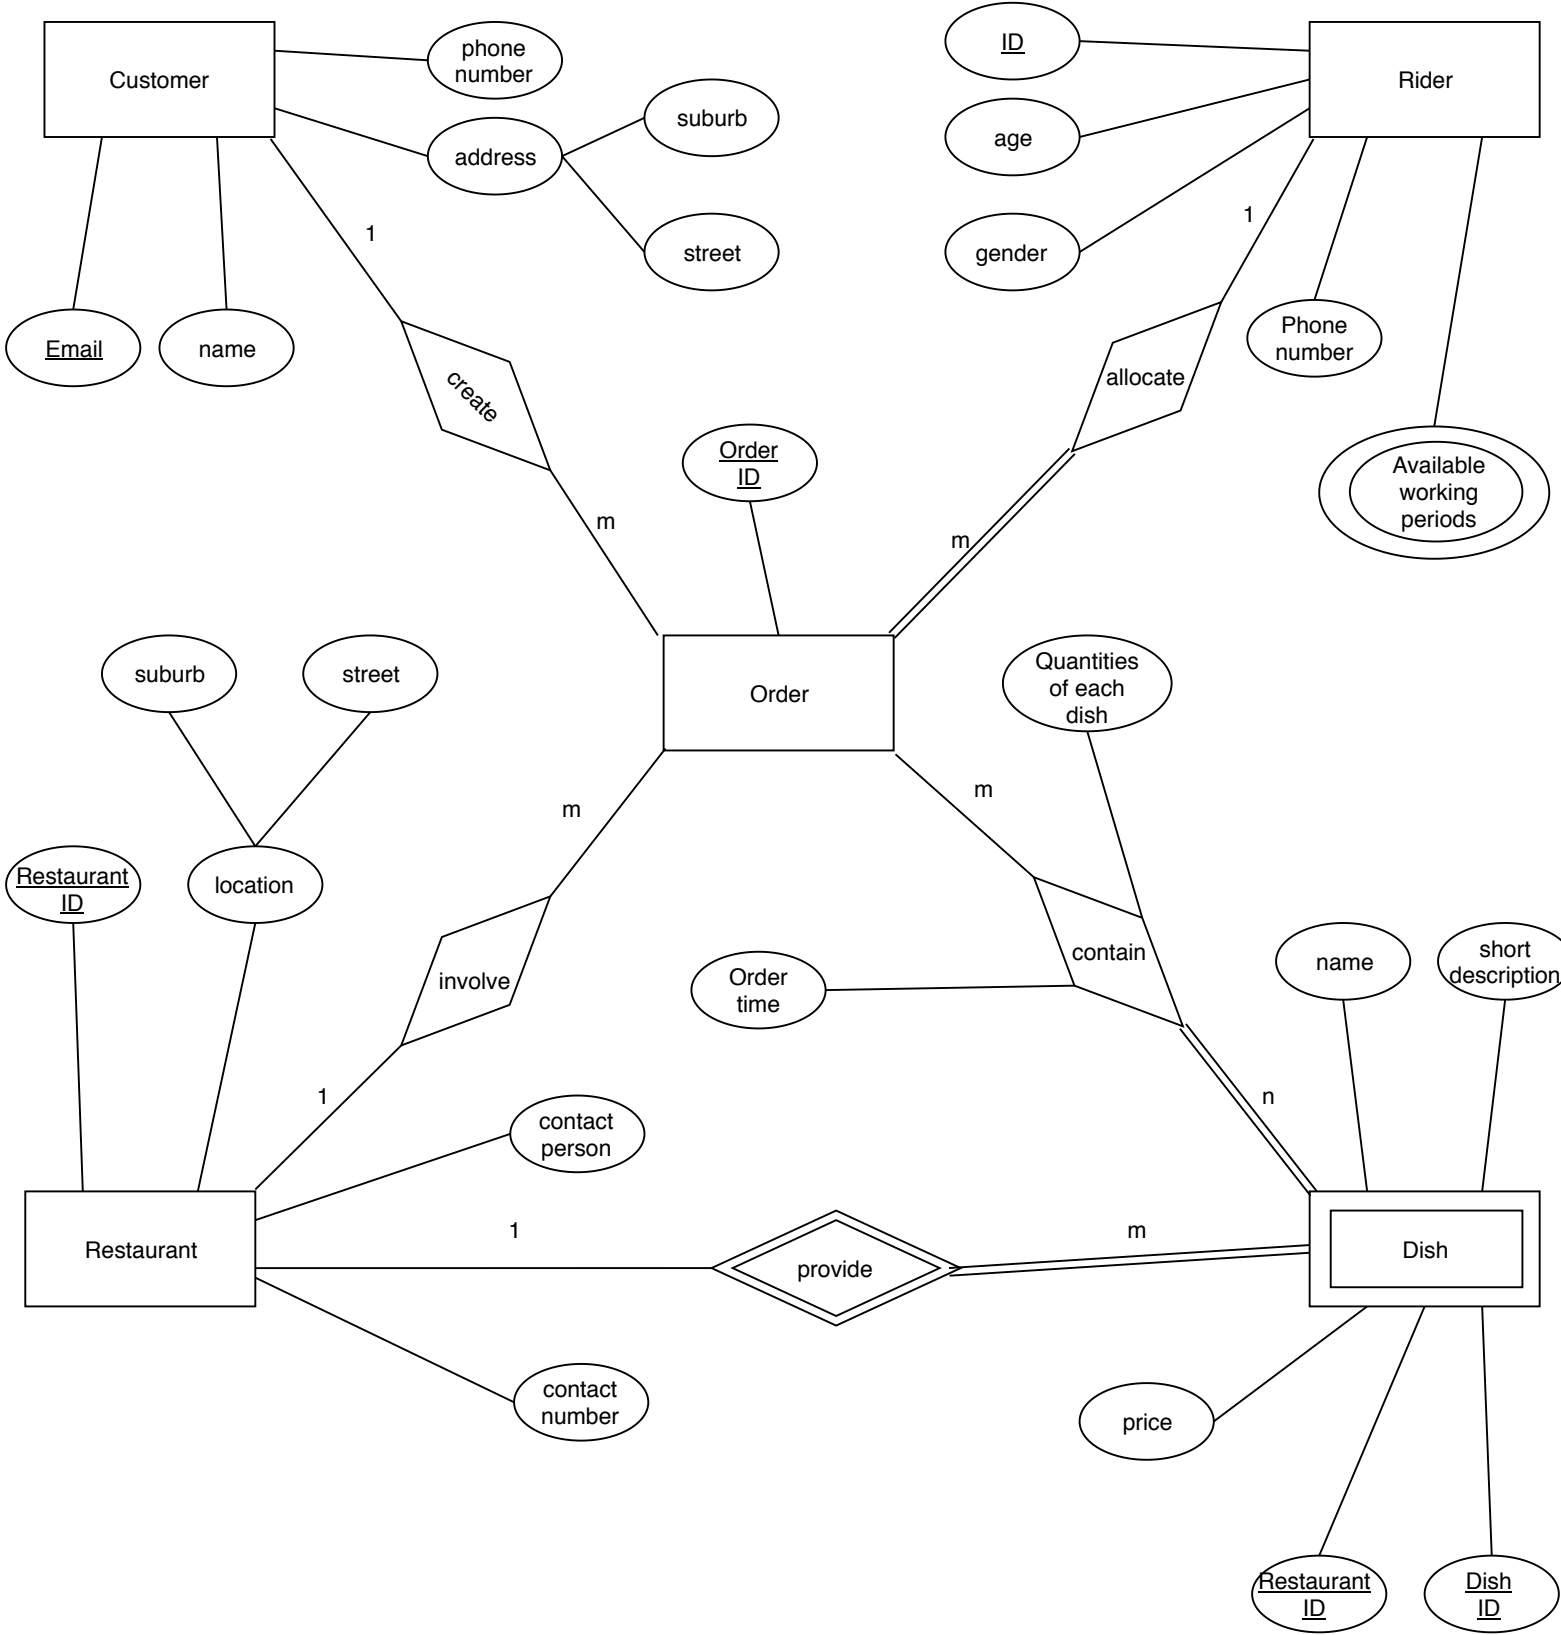 Customer
phone
number
address
suburb
street
Email
name
1
create
m
ID
age
gender
Rider
1
Phone
number
allocate
Available
working
periods
m
Order
ID
Order
suburb
street
Restaurant
ID
location
m
involve
1
Quantities
of each
dish
m
contain
Order
time
n
name
short
description
contact
person
Restaurant
1
provide
m
Dish
contact
number
price
Restaurant
ID
Dish
ID